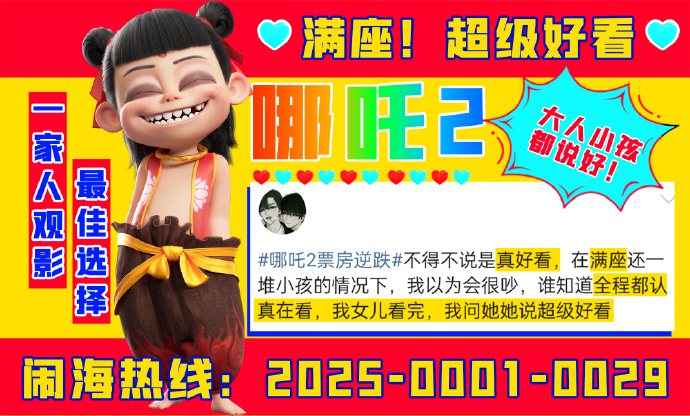 满座！超级好看
一家人观影
最佳选择
哪吒2
大人小孩
都说好！
#哪吒2票房逆跌#不得不说是真好看，在满座还一
堆小孩的情况下，我以为会很吵，谁知道全程都认
真在看，我女儿看完，我问她她说超级好看
闹海热线：2025-0001-0029